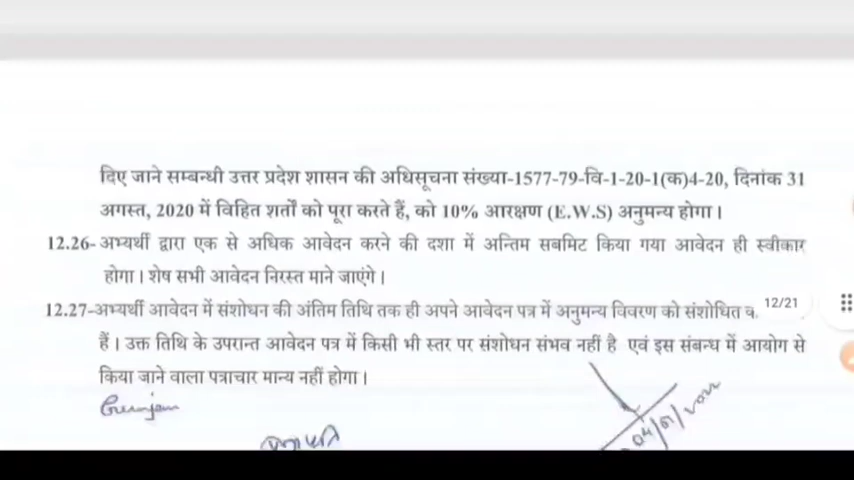 दिए जाने सम्बन्धी उत्तर प्रदेश शासन की अधिसूचना संख्या-1577-79-वि-1-20-1(क)4-20, दिनांक 31
अगस्त, 2020 में विहित शर्तों को पूरा करते हैं, को 10% आरक्षण (E.W.S) अनुमन्य होगा।
12.26- अभ्यर्थी द्वारा एक से अधिक आवेदन करने की दशा में अन्तिम सबमिट किया गया आवेदन ही स्वीकार
होगा। शेष सभी आवेदन निरस्त माने जाएंगे।
12.27-अभ्यर्थी आवेदन में संशोधन की अंतिम तिथि तक ही अपने आवेदन पत्र में अनुमन्य विवरण को संशोधित
12/21
हैं। उक्त तिथि के उपरान्त आवेदन पत्र में किसी भी स्तर पर संशोधन संभव नहीं है एवं इस संबन्ध में आयोग से
किया जाने वाला पत्राचार मान्य नहीं होगा।
Gunjan